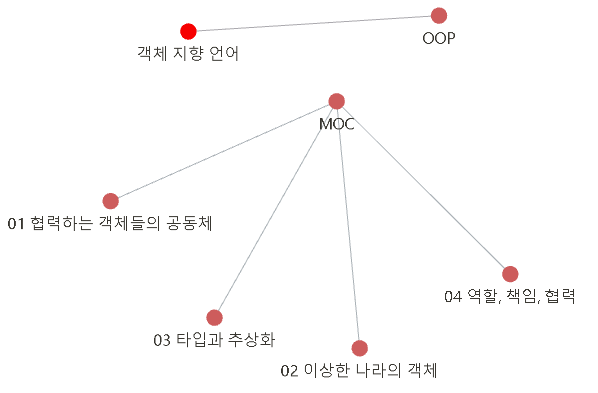 객체 지향 언어
OOP
MOC
01 협력하는 객체들의 공동체
04 역할, 책임, 협력
03 타입과 추상화
02 이상한 나라의 객체